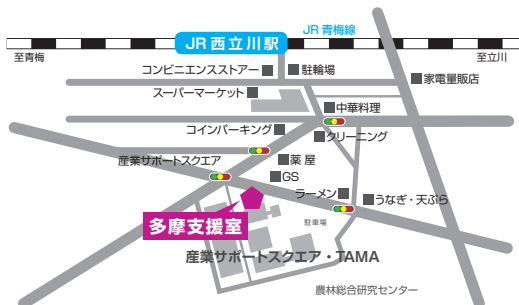 JR 青梅線
JR 西立川駅
至青梅
至立川
コンビニエンスストアー
駐輪場
家電量販店
スーパーマーケット
中華料理
コインパーキング
クリーニング
産業サポートスクエア
薬屋
GS
ラーメン
うなぎ・天ぷら
多摩支援室
駐車場
産業サポートスクエア・TAMA
農林総合研究センター